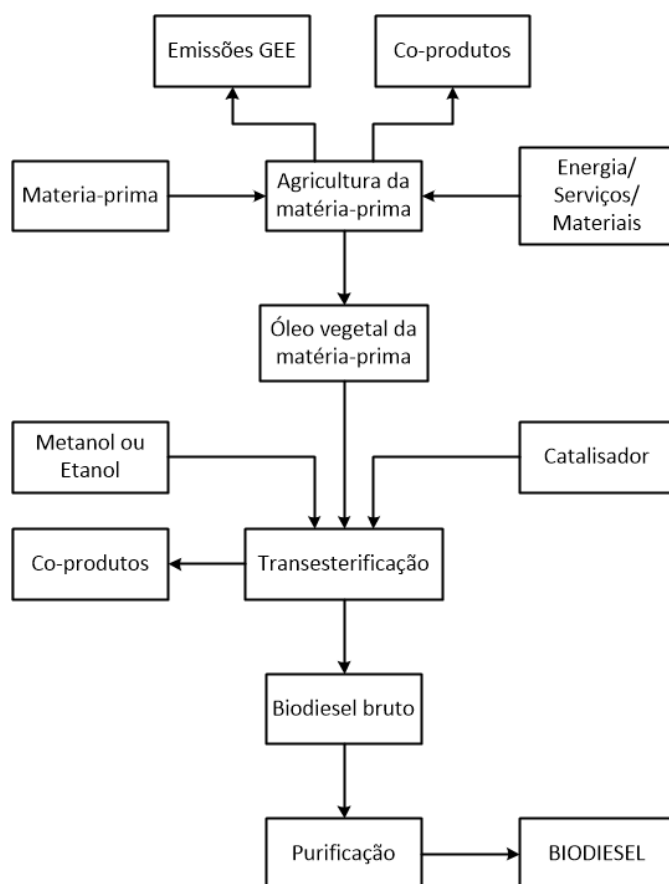 Emissões GEE
Co-produtos
Materia-prima
Agricultura da
matéria-prima
Energia/
Serviços/
Materiais
Óleo vegetal da
matéria-prima
Metanol ou
Etanol
Catalisador
Co-produtos
Transesterificação
Biodiesel bruto
Purificação
BIODIESEL